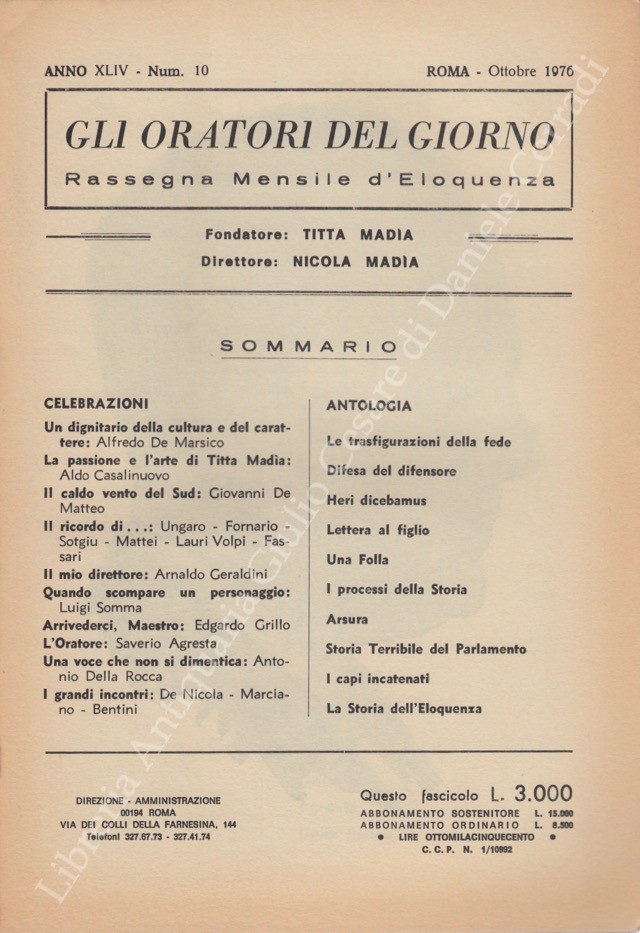 ANNO XLIV - Num. 10
ROMA - Ottobre 1976
GLI ORATORI DEL GIORNO
Rassegna Mensile d'Eloquenza
Fondatore: TITTA MADIA
Direttore: NICOLA MADIA
SOMMARIO
CELEBRAZIONI
Un dignitario della cultura e del carat-
tere: Alfredo De Marsico
La passione e l'arte di Titta Madia:
Aldo Casalinuovo
Il caldo vento del Sud: Giovanni De
Matteo
Il ricordo di...: Ungaro - Fornario -
Sotgiu - Mattei - Lauri Volpi - Fas-
sari
Il mio direttore: Arnaldo Geraldini
Quando scompare un personaggio:
Luigi Somma
Arrivederci, Maestro: Edgardo Grillo
L'Oratore: Saverio Agresta
Una voce che non si dimentica: Anto-
nio Della Rocca
I grandi incontri: De Nicola - Marcia-
no - Bentini
ANTOLOGIA
Le trasfigurazioni della fede
Difesa del difensore
Heri dicebamus
Lettera al figlio
Una Folla
I processi della Storia
Arsura
Storia Terribile del Parlamento
I capi incatenati
La Storia dell'Eloquenza
DIREZIONE - AMMINISTRAZIONE
00194 ROMA
VIA DEI COLLI DELLA FARNESINA, 144
Telefoni 327.67.73 - 327.41.74
Questo fascicolo L. 3.000
ABBONAMENTO SOSTENITORE L. 15.000
ABBONAMENTO ORDINARIO L. 8.500
• LIRE OTTOMILACINQUECENTO •
C. C. P. N. 1/10892
Libreria Antiquaria Giulio Cesare di Daniele Corradi